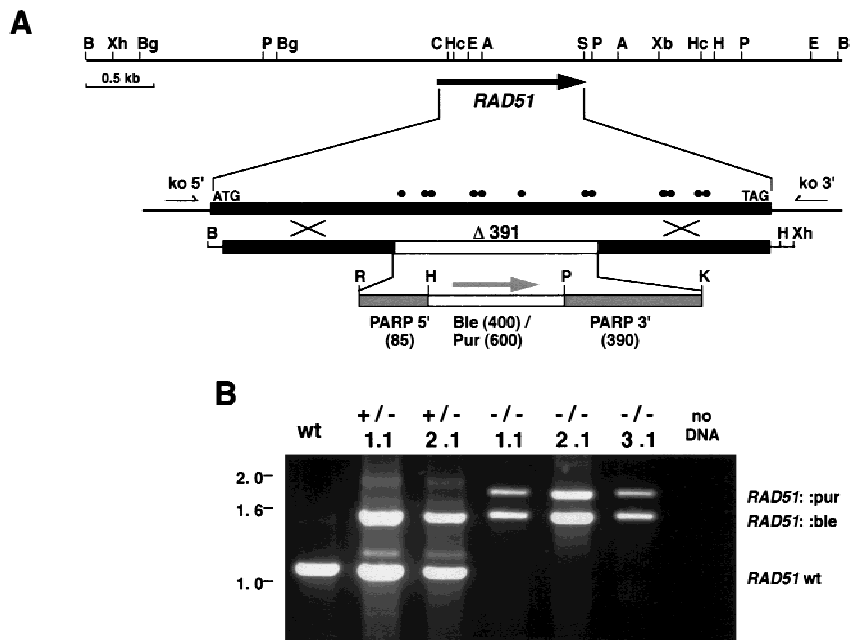 A
B Xh Bg P Bg C Hc E A S P A Xb Hc H P E B
0.5 kb
RAD51
ko 5' ATG TAG ko 3'
B Δ 391 H Xh
R H P K
PARP 5' Ble (400) / PARP 3'
(85) Pur (600) (390)
B
wt +/- +/- -/- -/- -/- no
1.1 2.1 1.1 2.1 3.1 DNA
2.0
1.6
1.0
RAD51::pur
RAD51::ble
RAD51 wt